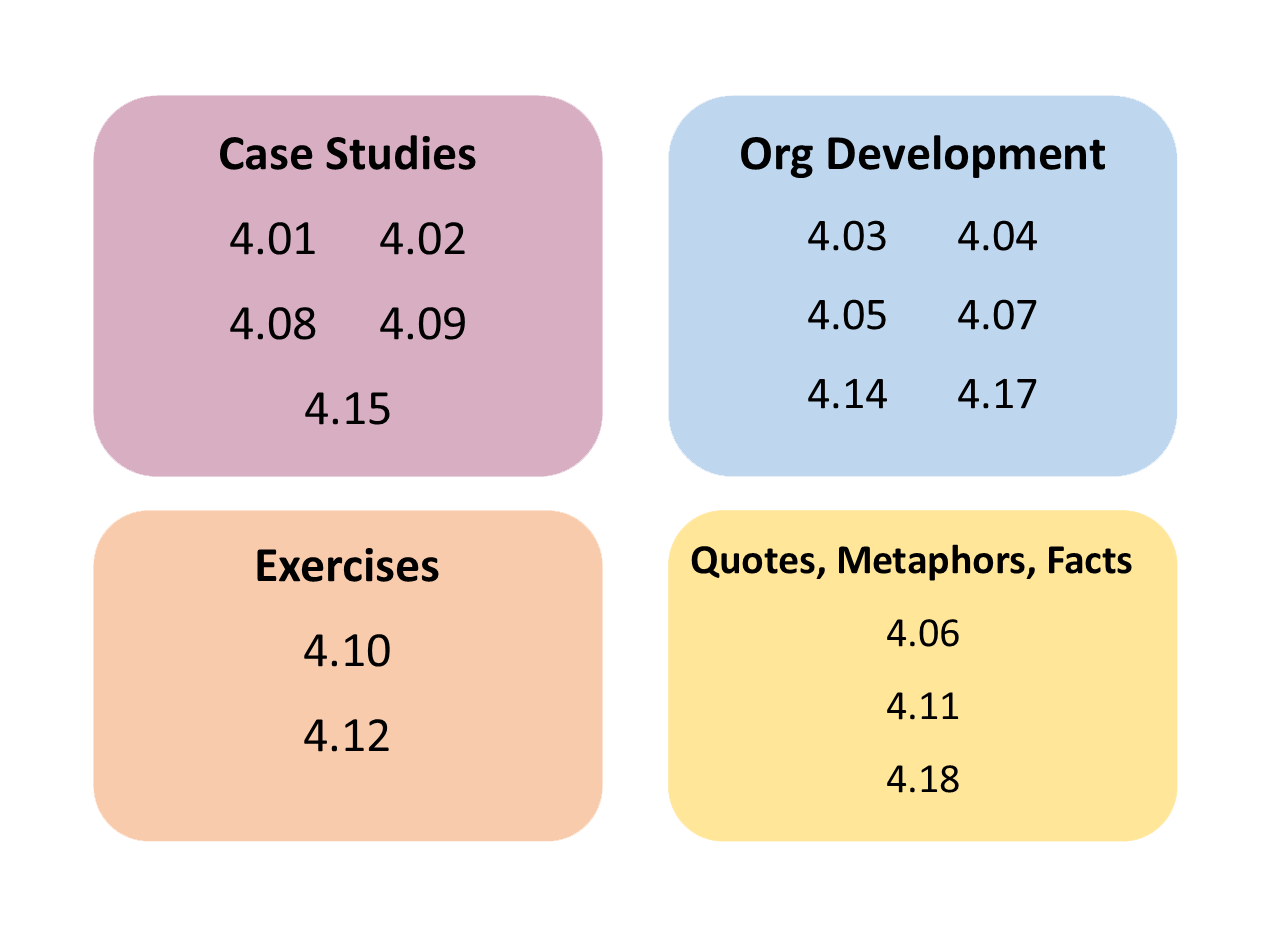 Case Studies
4.01 4.02
4.08 4.09
4.15
Org Development
4.03 4.04
4.05 4.07
4.14 4.17
Exercises
4.10
4.12
Quotes, Metaphors, Facts
4.06
4.11
4.18